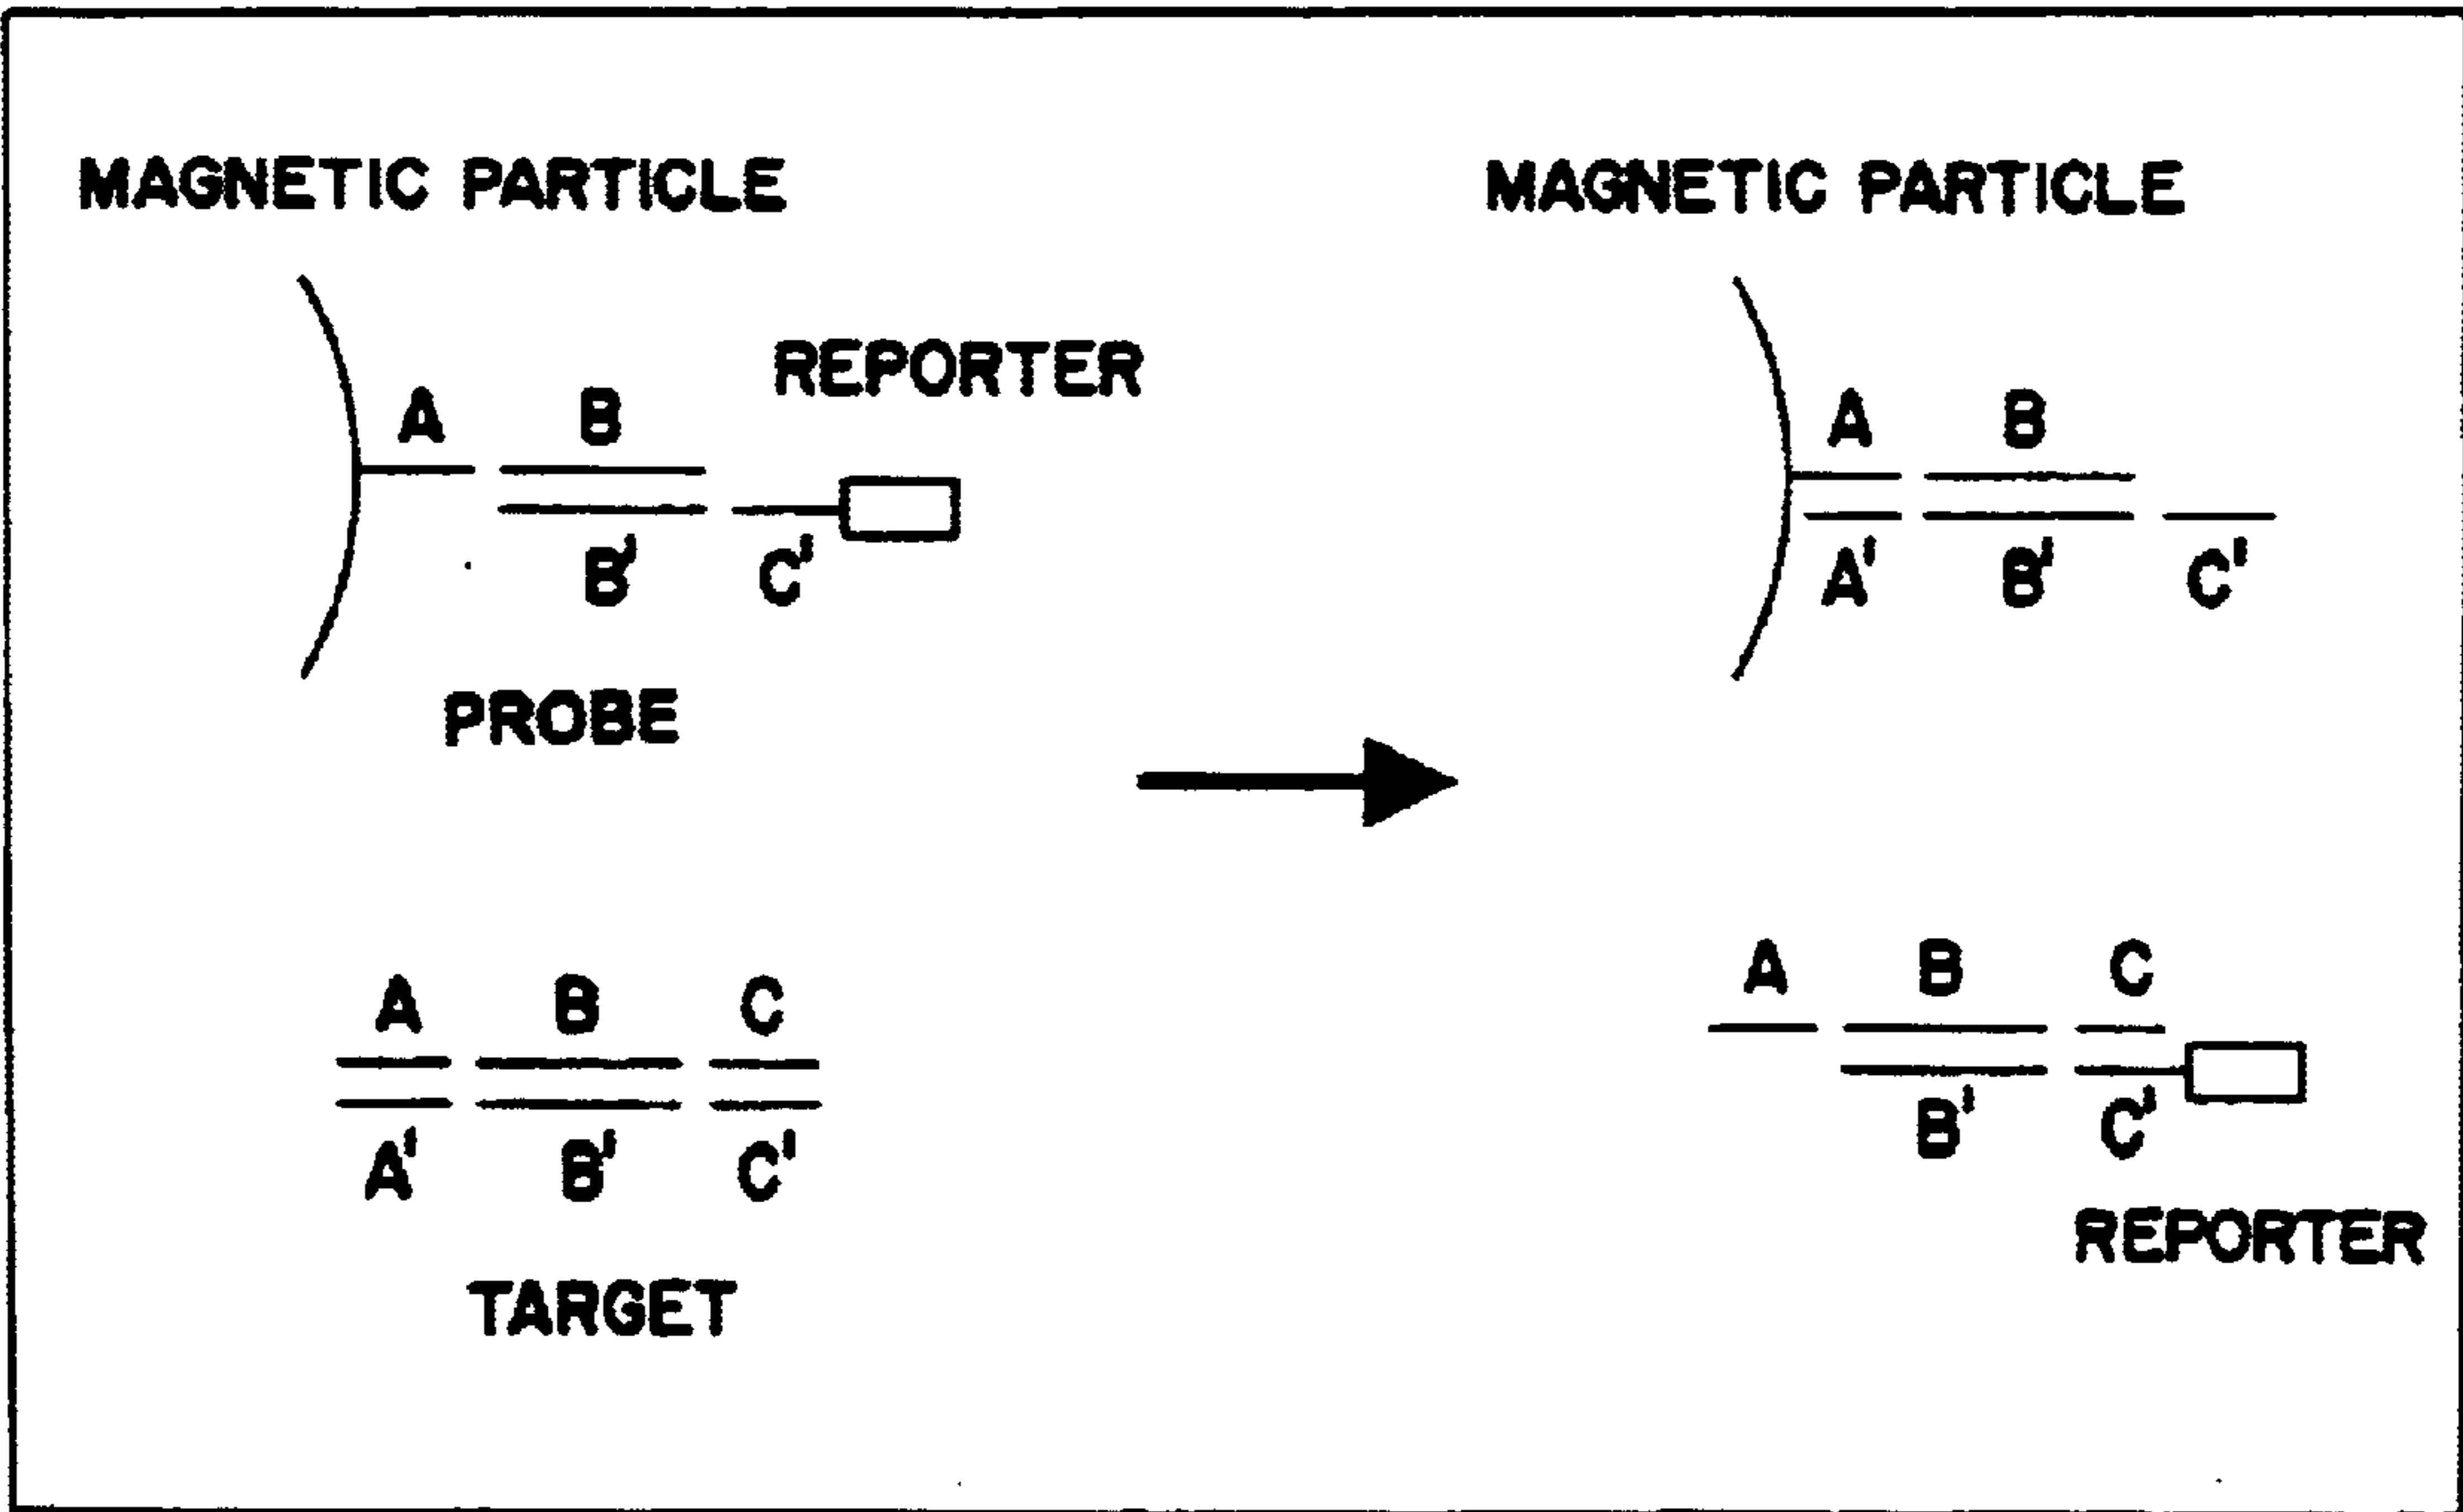 MAGNETIC PARTICLE
REPORTER
A B
B' C'
PROBE
A B C
A' B' C'
TARGET
MAGNETIC PARTICLE
A B
A' B' C'
A B C
B' C'
REPORTER